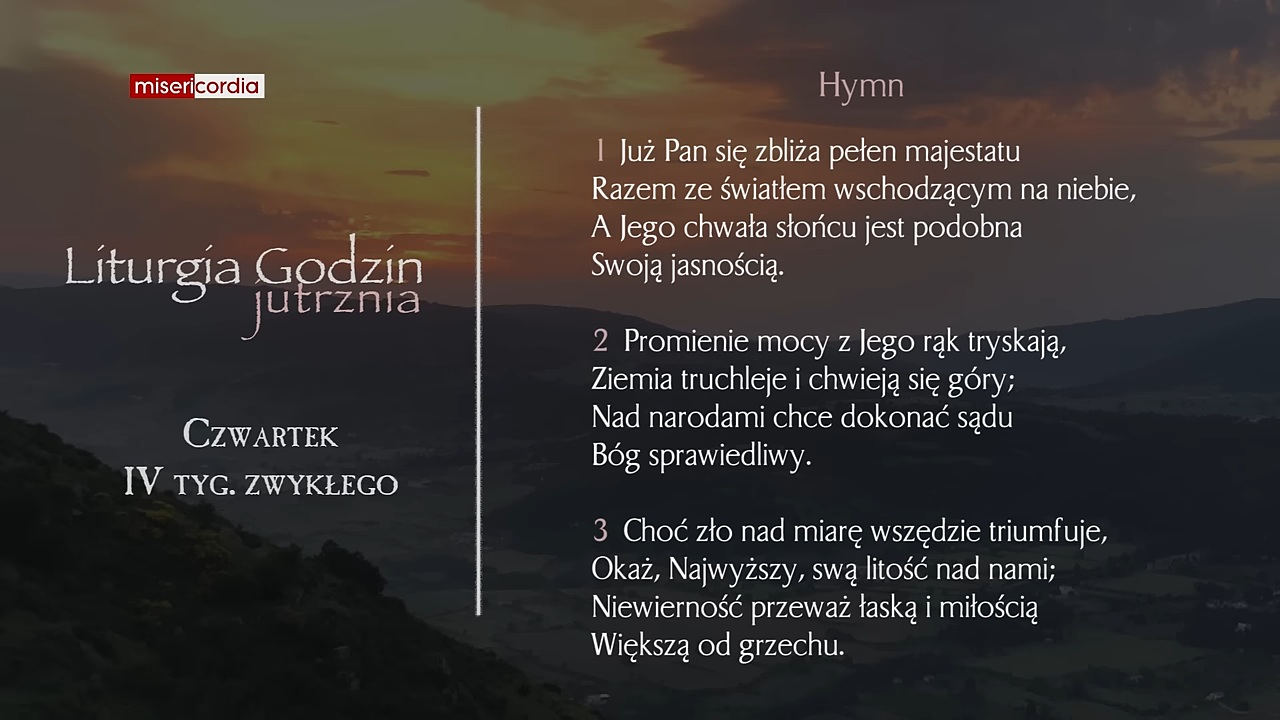 misericordia
Liturgia Godzin
jutrznia
Czwartek
IV tyg. zwykłego
Hymn
1 Już Pan się zbliża pełen majestatu
Razem ze światłem wschodzącym na niebie,
A Jego chwała słońcu jest podobna
Swoją jasnością.
2 Promienie mocy z Jego rąk tryskają,
Ziemia truchleje i chwieją się góry;
Nad narodami chce dokonać sądu
Bóg sprawiedliwy.
3 Choć zło nad miarę wszędzie triumfuje,
Okaż, Najwyższy, swą litość nad nami;
Niewierność przeważ łaską i miłością
Większą od grzechu.